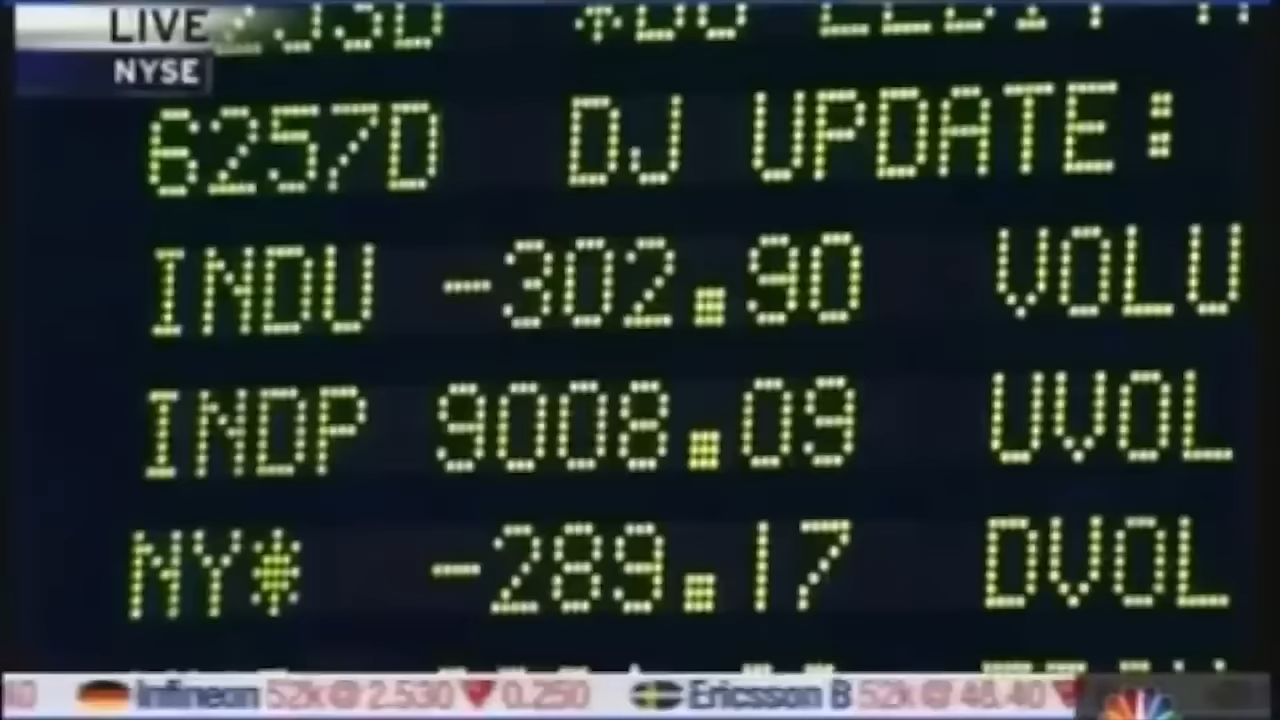 LIVE
NYSE
6257D DJ UPDATE:
INDU -302.90 VOLU
INDP 9008.09 UVOL
NY* -289.17 DVOL
Infineon 52k@2.530 ▼0.250 Ericsson B 52k@46.40▼